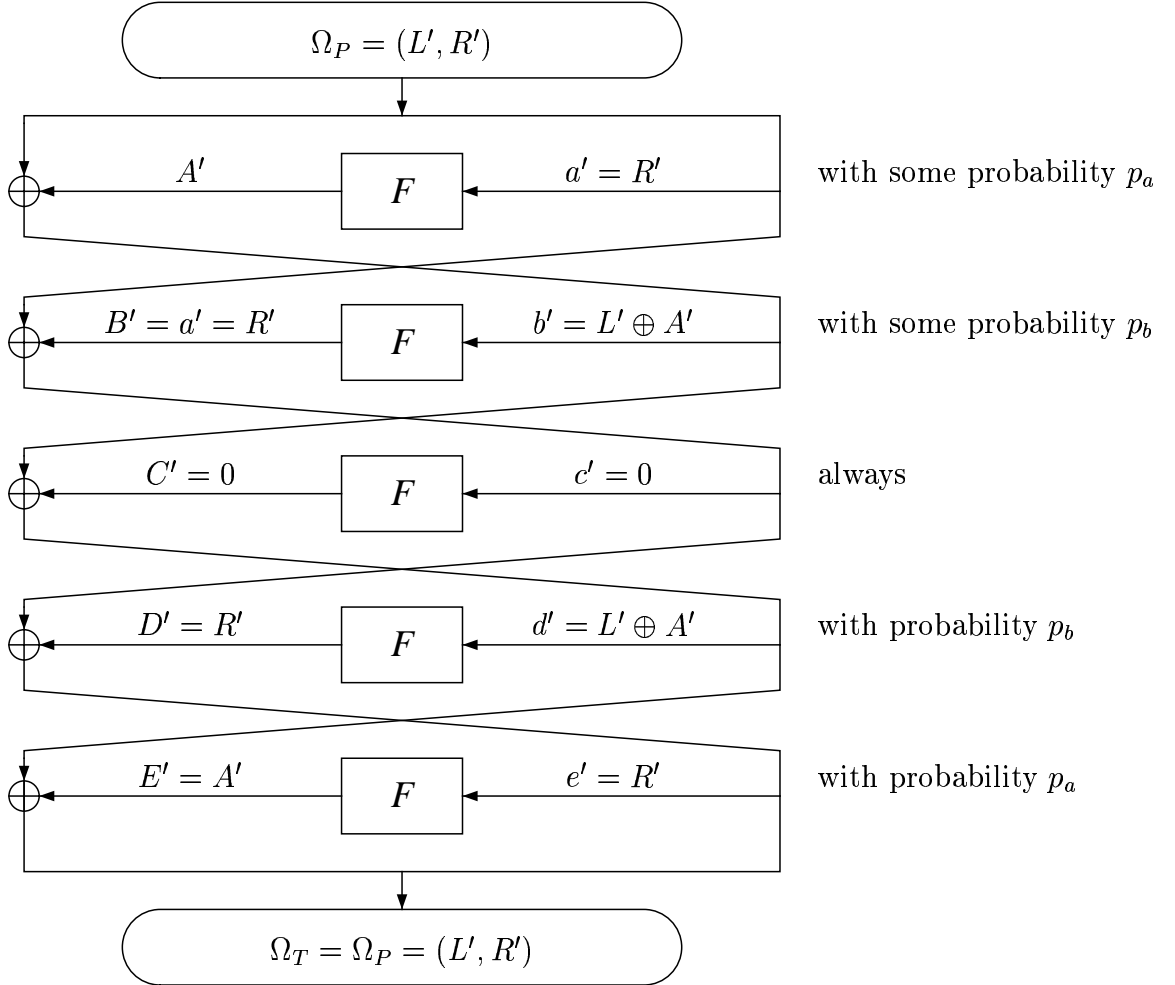 Ω_P = (L′, R′)
A′ F a′ = R′ with some probability p_a
B′ = a′ = R′ F b′ = L′ ⊕ A′ with some probability p_b
C′ = 0 F c′ = 0 always
D′ = R′ F d′ = L′ ⊕ A′ with probability p_b
E′ = A′ F e′ = R′ with probability p_a
Ω_T = Ω_P = (L′, R′)